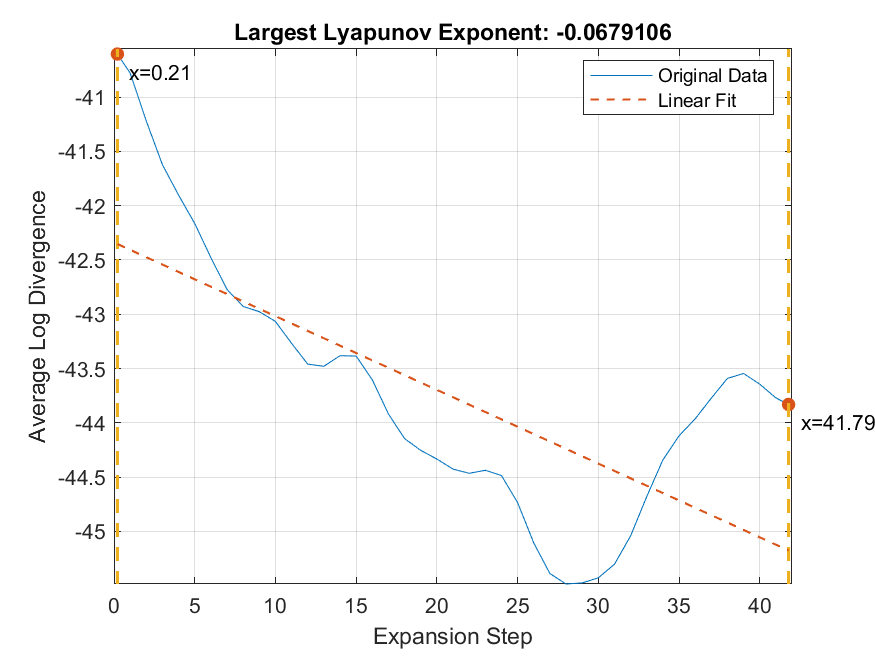 Largest Lyapunov Exponent: -0.0679106
x=0.21
Original Data
Linear Fit
-41
-41.5
-42
-42.5
-43
-43.5
-44
-44.5
-45
Average Log Divergence
x=41.79
0 5 10 15 20 25 30 35 40
Expansion Step